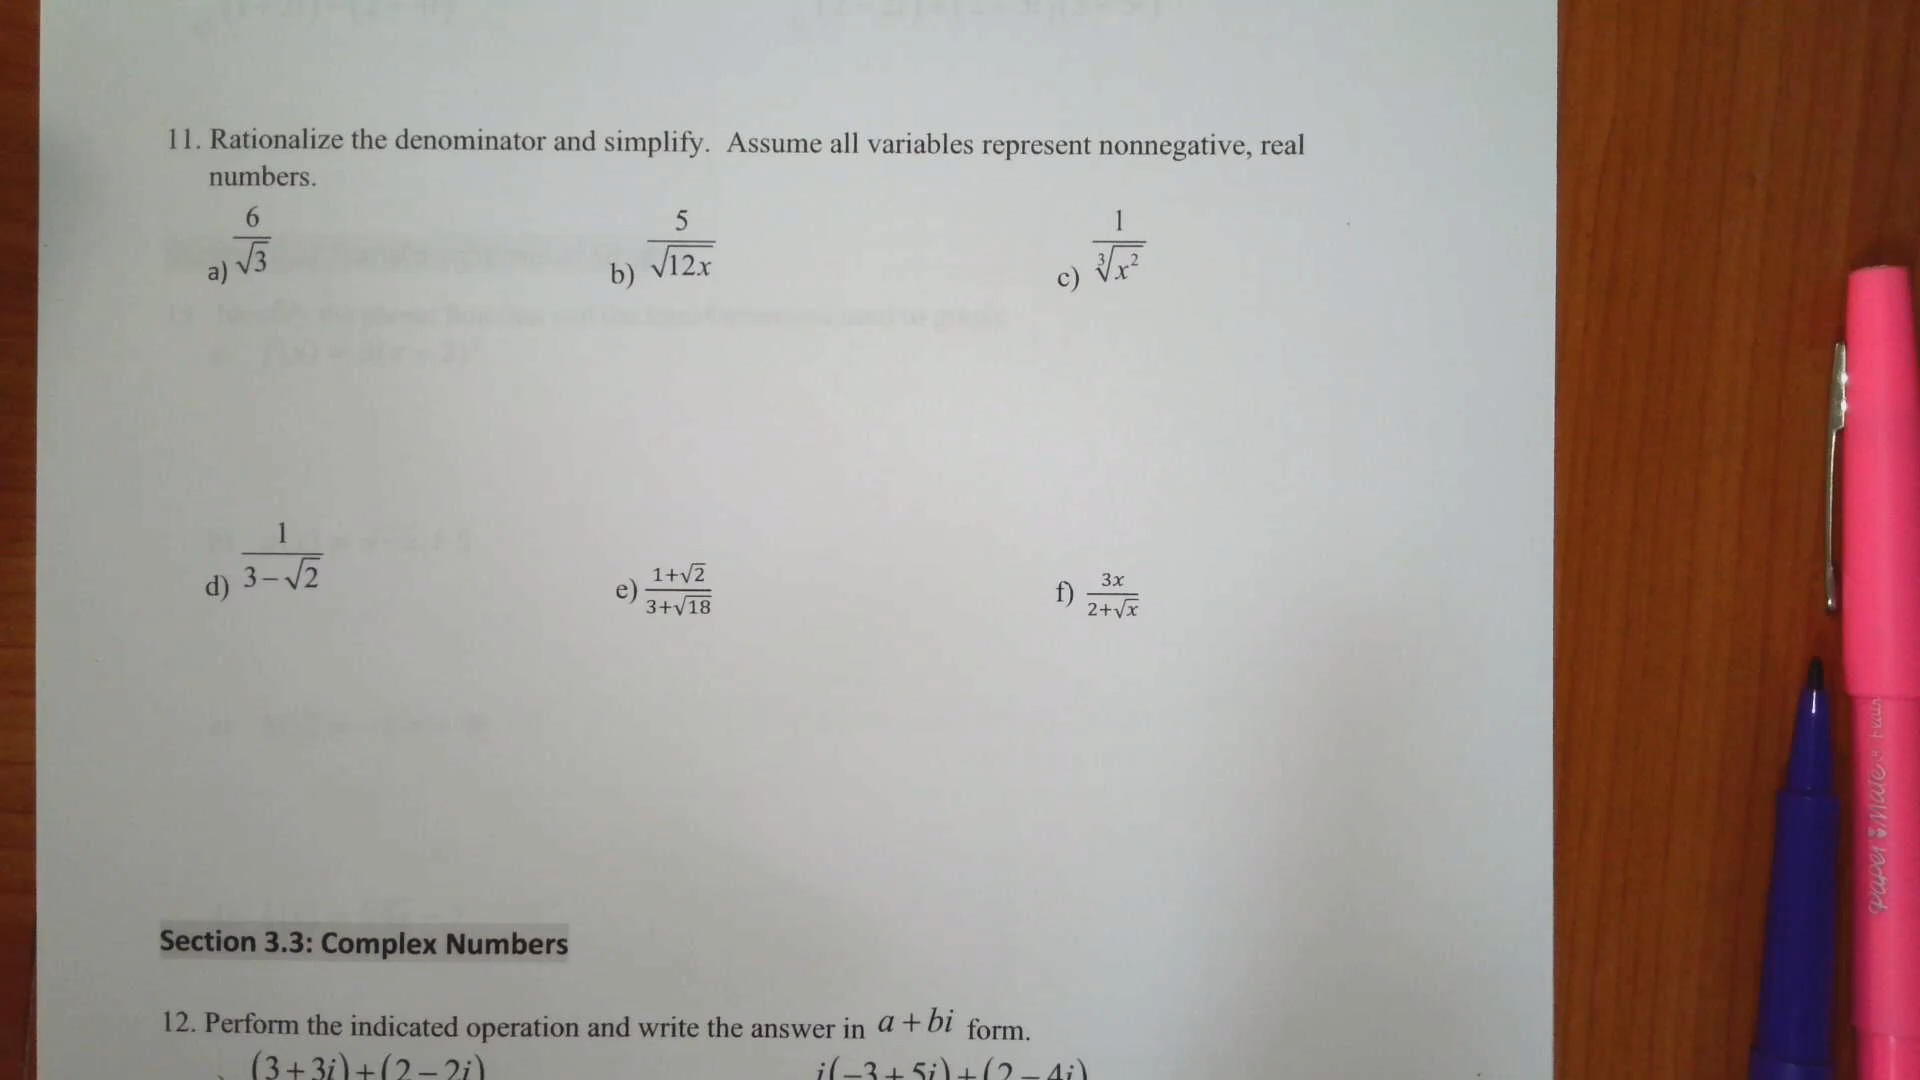 11. Rationalize the denominator and simplify. Assume all variables represent nonnegative, real
numbers.
a) 6/√3
b) 5/√12x
c) 1/∛x²
d) 1/(3−√2)
e) (1+√2)/(3+√18)
f) 3x/(2+√x)
Section 3.3: Complex Numbers
12. Perform the indicated operation and write the answer in a+bi form.
(3+3i)+(2−2i)
i(−3+5i)+(2−4i)
Paper Mate